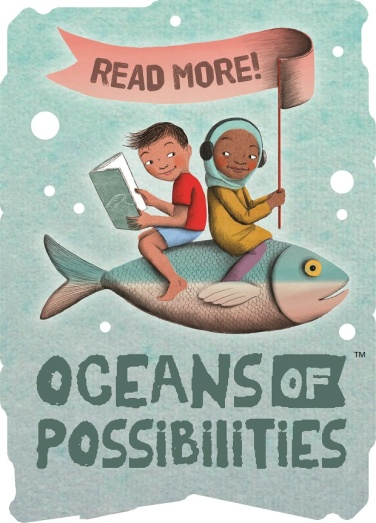 READ MORE!
OCEANS OF ™
POSSIBILITIES